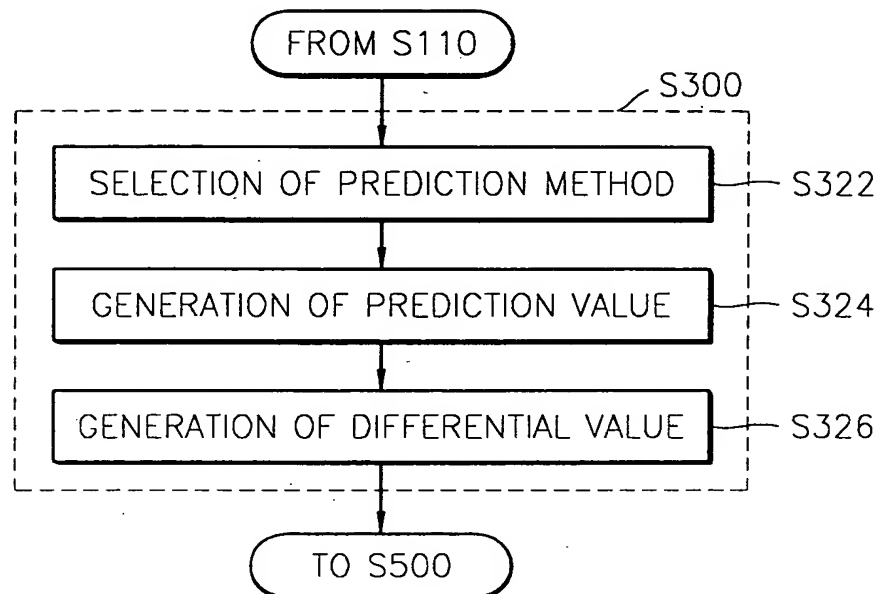 FROM S110
S300
SELECTION OF PREDICTION METHOD
S322
GENERATION OF PREDICTION VALUE
S324
GENERATION OF DIFFERENTIAL VALUE
S326
TO S500